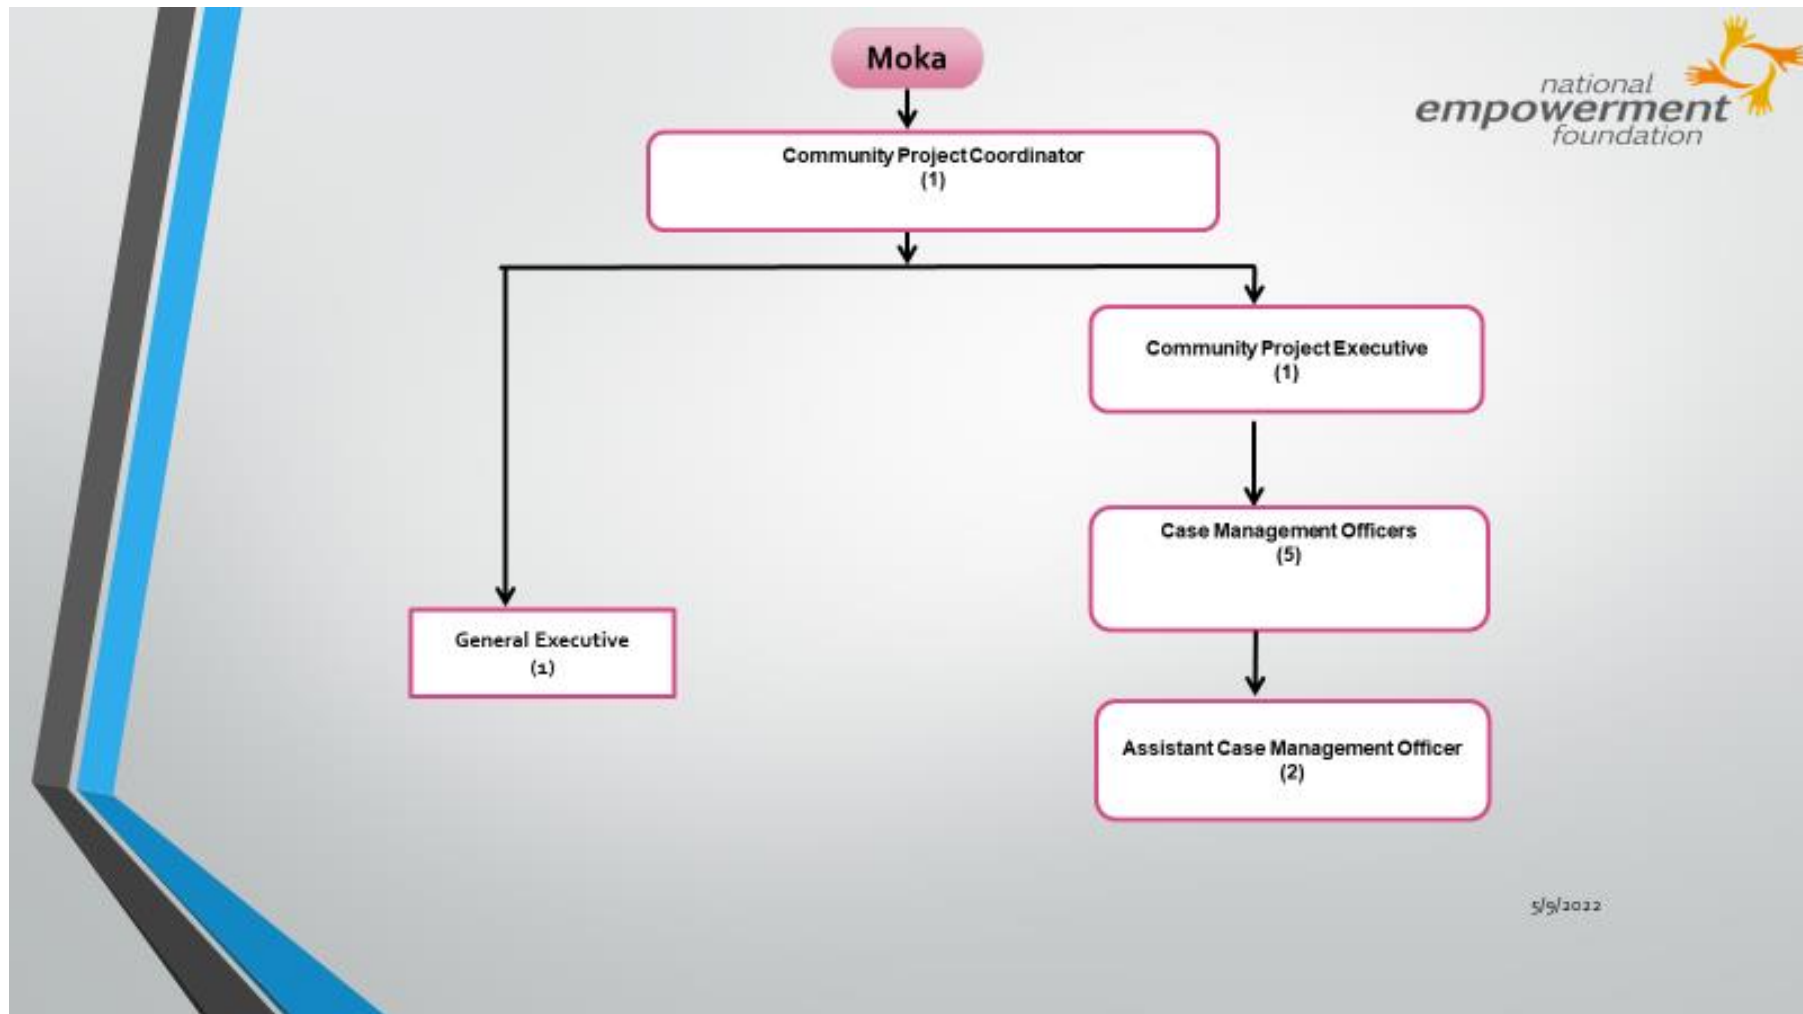 Moka
national
empowerment
foundation
Community Project Coordinator
(1)
Community Project Executive
(1)
Case Management Officers
(5)
General Executive
(1)
Assistant Case Management Officer
(2)
5/9/2022